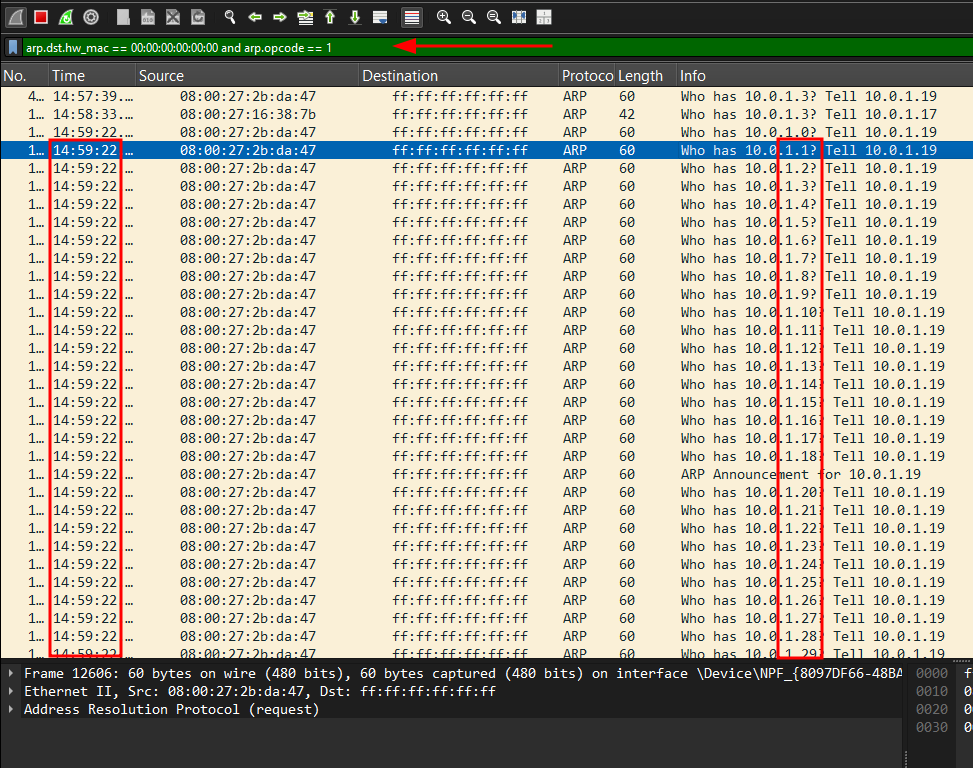 arp.dst.hw_mac == 00:00:00:00:00:00 and arp.opcode == 1
No. Time Source Destination Protoco Length Info
4… 14:57:39.… 08:00:27:2b:da:47 ff:ff:ff:ff:ff:ff ARP 60 Who has 10.0.1.3? Tell 10.0.1.19
1… 14:58:33.… 08:00:27:16:38:7b ff:ff:ff:ff:ff:ff ARP 42 Who has 10.0.1.3? Tell 10.0.1.17
1… 14:59:22.… 08:00:27:2b:da:47 ff:ff:ff:ff:ff:ff ARP 60 Who has 10.0.1.0? Tell 10.0.1.19
1… 14:59:22.… 08:00:27:2b:da:47 ff:ff:ff:ff:ff:ff ARP 60 Who has 10.0.1.1? Tell 10.0.1.19
1… 14:59:22.… 08:00:27:2b:da:47 ff:ff:ff:ff:ff:ff ARP 60 Who has 10.0.1.2? Tell 10.0.1.19
1… 14:59:22.… 08:00:27:2b:da:47 ff:ff:ff:ff:ff:ff ARP 60 Who has 10.0.1.3? Tell 10.0.1.19
1… 14:59:22.… 08:00:27:2b:da:47 ff:ff:ff:ff:ff:ff ARP 60 Who has 10.0.1.4? Tell 10.0.1.19
1… 14:59:22.… 08:00:27:2b:da:47 ff:ff:ff:ff:ff:ff ARP 60 Who has 10.0.1.5? Tell 10.0.1.19
1… 14:59:22.… 08:00:27:2b:da:47 ff:ff:ff:ff:ff:ff ARP 60 Who has 10.0.1.6? Tell 10.0.1.19
1… 14:59:22.… 08:00:27:2b:da:47 ff:ff:ff:ff:ff:ff ARP 60 Who has 10.0.1.7? Tell 10.0.1.19
1… 14:59:22.… 08:00:27:2b:da:47 ff:ff:ff:ff:ff:ff ARP 60 Who has 10.0.1.8? Tell 10.0.1.19
1… 14:59:22.… 08:00:27:2b:da:47 ff:ff:ff:ff:ff:ff ARP 60 Who has 10.0.1.9? Tell 10.0.1.19
1… 14:59:22.… 08:00:27:2b:da:47 ff:ff:ff:ff:ff:ff ARP 60 Who has 10.0.1.10? Tell 10.0.1.19
1… 14:59:22.… 08:00:27:2b:da:47 ff:ff:ff:ff:ff:ff ARP 60 Who has 10.0.1.11? Tell 10.0.1.19
1… 14:59:22.… 08:00:27:2b:da:47 ff:ff:ff:ff:ff:ff ARP 60 Who has 10.0.1.12? Tell 10.0.1.19
1… 14:59:22.… 08:00:27:2b:da:47 ff:ff:ff:ff:ff:ff ARP 60 Who has 10.0.1.13? Tell 10.0.1.19
1… 14:59:22.… 08:00:27:2b:da:47 ff:ff:ff:ff:ff:ff ARP 60 Who has 10.0.1.14? Tell 10.0.1.19
1… 14:59:22.… 08:00:27:2b:da:47 ff:ff:ff:ff:ff:ff ARP 60 Who has 10.0.1.15? Tell 10.0.1.19
1… 14:59:22.… 08:00:27:2b:da:47 ff:ff:ff:ff:ff:ff ARP 60 Who has 10.0.1.16? Tell 10.0.1.19
1… 14:59:22.… 08:00:27:2b:da:47 ff:ff:ff:ff:ff:ff ARP 60 Who has 10.0.1.17? Tell 10.0.1.19
1… 14:59:22.… 08:00:27:2b:da:47 ff:ff:ff:ff:ff:ff ARP 60 Who has 10.0.1.18? Tell 10.0.1.19
1… 14:59:22.… 08:00:27:2b:da:47 ff:ff:ff:ff:ff:ff ARP 60 ARP Announcement for 10.0.1.19
1… 14:59:22.… 08:00:27:2b:da:47 ff:ff:ff:ff:ff:ff ARP 60 Who has 10.0.1.20? Tell 10.0.1.19
1… 14:59:22.… 08:00:27:2b:da:47 ff:ff:ff:ff:ff:ff ARP 60 Who has 10.0.1.21? Tell 10.0.1.19
1… 14:59:22.… 08:00:27:2b:da:47 ff:ff:ff:ff:ff:ff ARP 60 Who has 10.0.1.22? Tell 10.0.1.19
1… 14:59:22.… 08:00:27:2b:da:47 ff:ff:ff:ff:ff:ff ARP 60 Who has 10.0.1.23? Tell 10.0.1.19
1… 14:59:22.… 08:00:27:2b:da:47 ff:ff:ff:ff:ff:ff ARP 60 Who has 10.0.1.24? Tell 10.0.1.19
1… 14:59:22.… 08:00:27:2b:da:47 ff:ff:ff:ff:ff:ff ARP 60 Who has 10.0.1.25? Tell 10.0.1.19
1… 14:59:22.… 08:00:27:2b:da:47 ff:ff:ff:ff:ff:ff ARP 60 Who has 10.0.1.26? Tell 10.0.1.19
1… 14:59:22.… 08:00:27:2b:da:47 ff:ff:ff:ff:ff:ff ARP 60 Who has 10.0.1.27? Tell 10.0.1.19
1… 14:59:22.… 08:00:27:2b:da:47 ff:ff:ff:ff:ff:ff ARP 60 Who has 10.0.1.28? Tell 10.0.1.19
1… 14:59:22.… 08:00:27:2b:da:47 ff:ff:ff:ff:ff:ff ARP 60 Who has 10.0.1.29? Tell 10.0.1.19
Frame 12606: 60 bytes on wire (480 bits), 60 bytes captured (480 bits) on interface \Device\NPF_{8097DF66-48BA 0000 f
Ethernet II, Src: 08:00:27:2b:da:47, Dst: ff:ff:ff:ff:ff:ff 0010
Address Resolution Protocol (request) 0020
0030